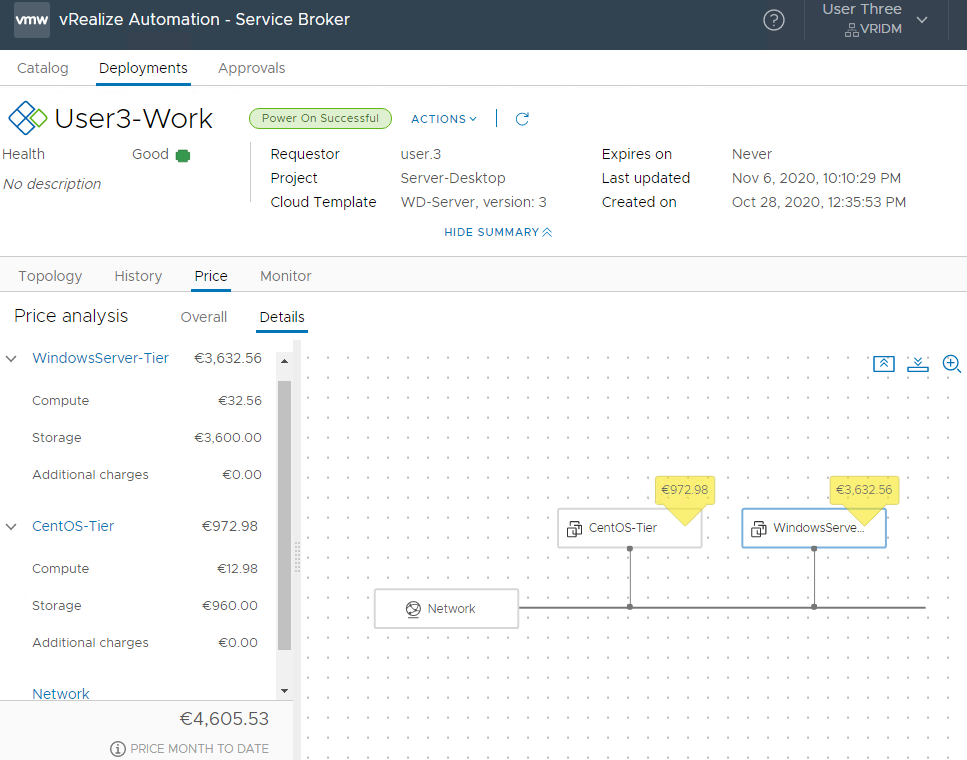 vmw vRealize Automation - Service Broker
? User Three
VRIDM
Catalog Deployments Approvals
User3-Work Power On Successful ACTIONS
Health Good
No description
Requestor user.3
Project Server-Desktop
Cloud Template WD-Server, version: 3
Expires on Never
Last updated Nov 6, 2020, 10:10:29 PM
Created on Oct 28, 2020, 12:35:53 PM
HIDE SUMMARY
Topology History Price Monitor
Price analysis Overall Details
WindowsServer-Tier €3,632.56
Compute €32.56
Storage €3,600.00
Additional charges €0.00
CentOS-Tier €972.98
Compute €12.98
Storage €960.00
Additional charges €0.00
Network
€4,605.53
PRICE MONTH TO DATE
€972.98 €3,632.56
CentOS-Tier WindowsServe...
Network